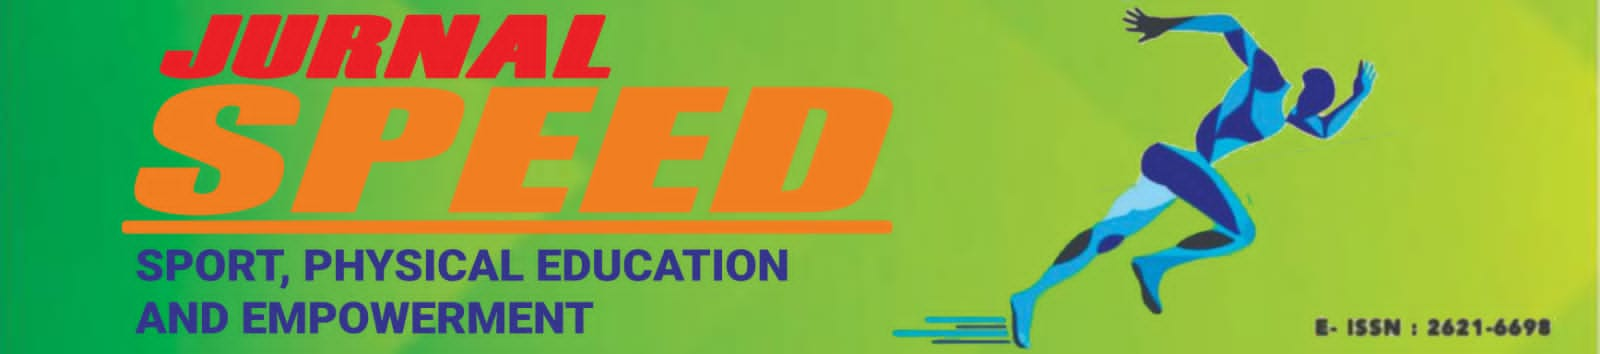 JURNAL
SPEED
SPORT, PHYSICAL EDUCATION
AND EMPOWERMENT
E- ISSN : 2621-6698